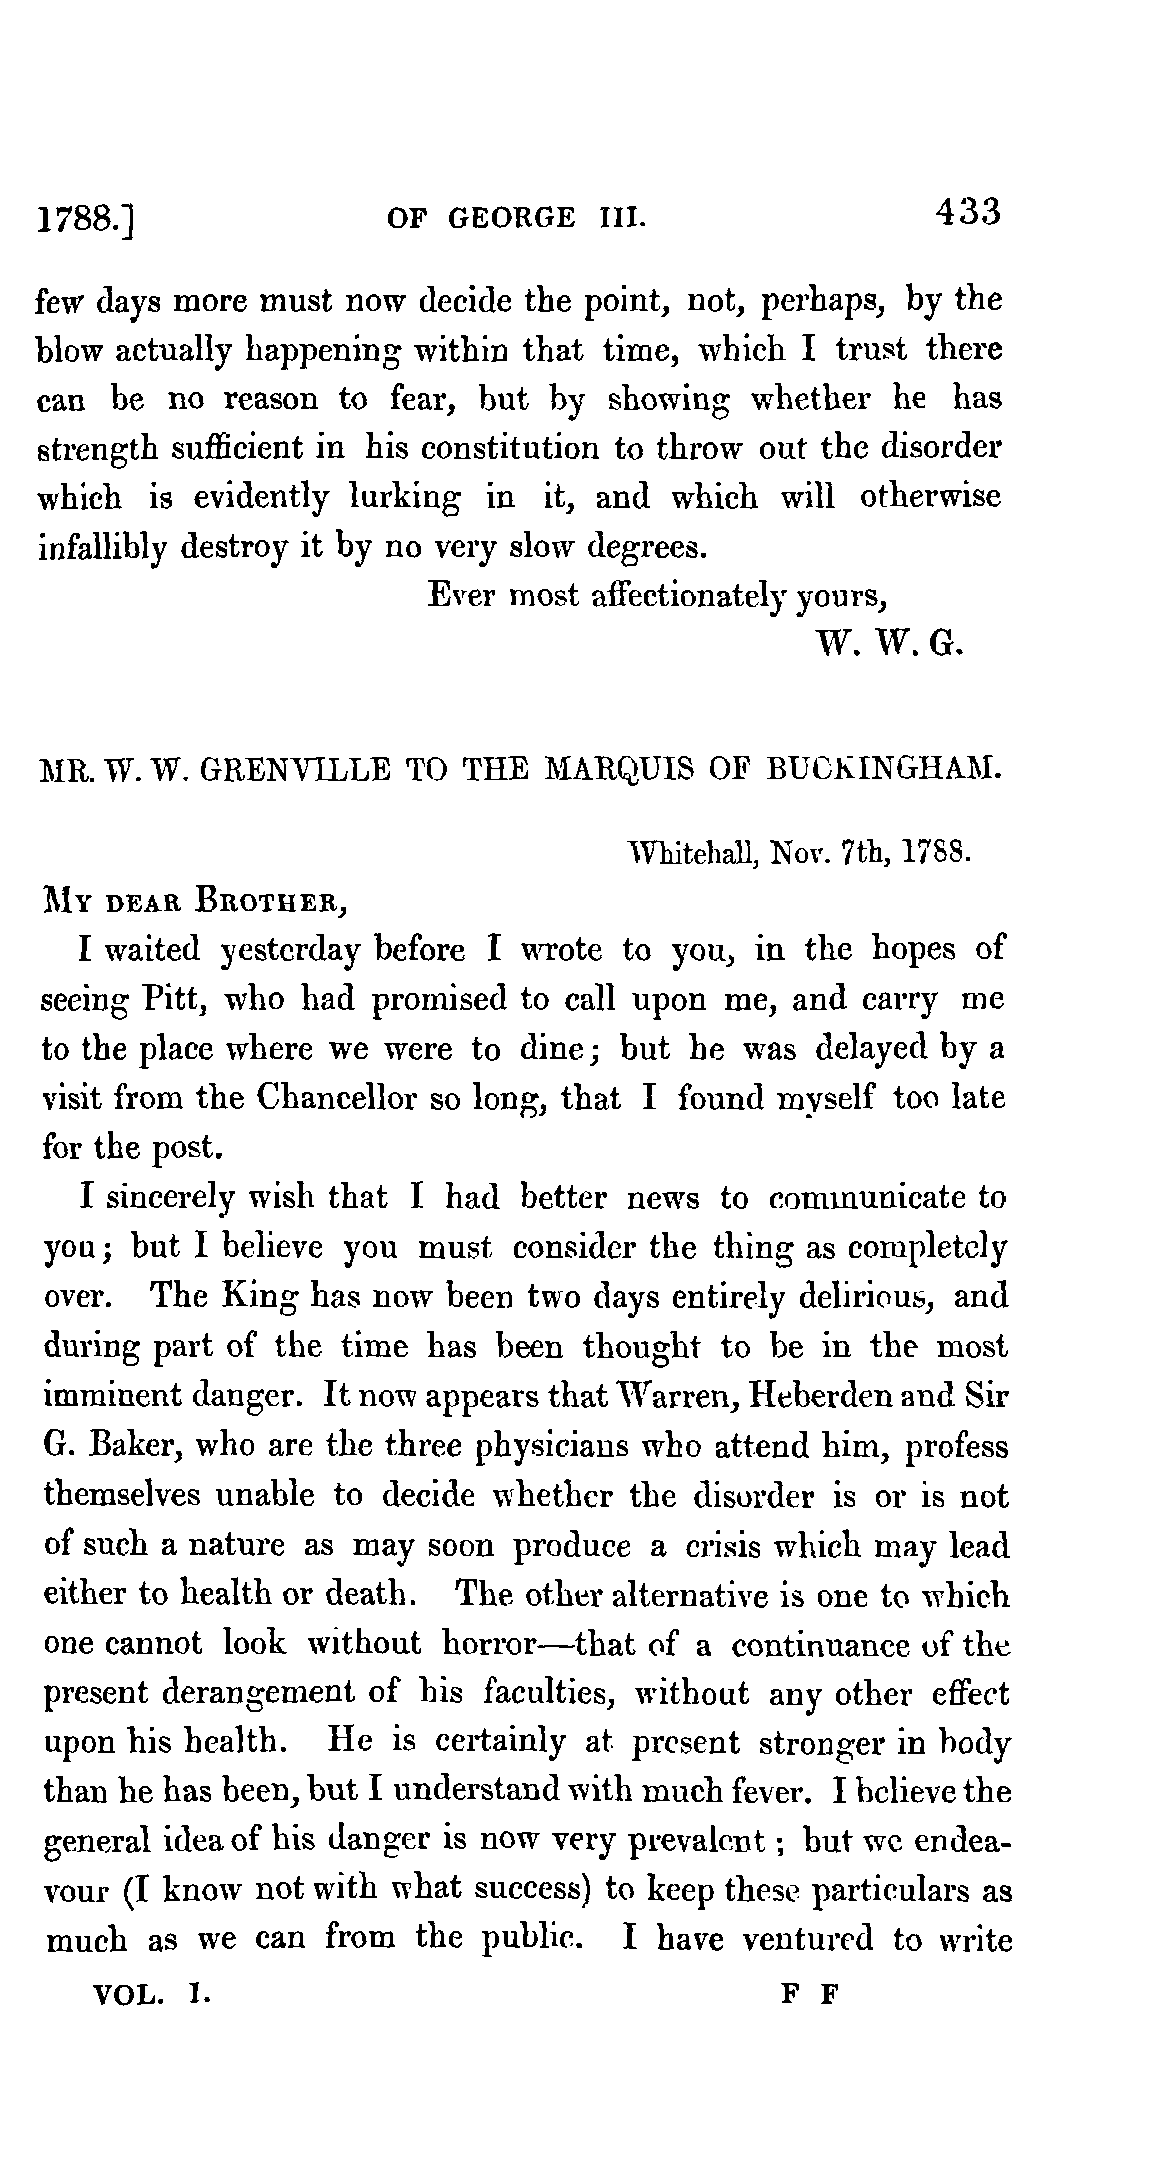 1788.] OF GEORGE III. 433
few days more must now decide the point, not, perhaps, by the
blow actually happening within that time, which I trust there
can be no reason to fear, but by showing whether he has
strength sufficient in his constitution to throw out the disorder
which is evidently lurking in it, and which will otherwise
infallibly destroy it by no very slow degrees.
Ever most affectionately yours,
W. W. G.
MR. W. W. GRENVILLE TO THE MARQUIS OF BUCKINGHAM.
Whitehall, Nov. 7th, 1788.
MY DEAR BROTHER,
I waited yesterday before I wrote to you, in the hopes of
seeing Pitt, who had promised to call upon me, and carry me
to the place where we were to dine; but he was delayed by a
visit from the Chancellor so long, that I found myself too late
for the post.
I sincerely wish that I had better news to communicate to
you; but I believe you must consider the thing as completely
over. The King has now been two days entirely delirious, and
during part of the time has been thought to be in the most
imminent danger. It now appears that Warren, Heberden and Sir
G. Baker, who are the three physicians who attend him, profess
themselves unable to decide whether the disorder is or is not
of such a nature as may soon produce a crisis which may lead
either to health or death. The other alternative is one to which
one cannot look without horror—that of a continuance of the
present derangement of his faculties, without any other effect
upon his health. He is certainly at present stronger in body
than he has been, but I understand with much fever. I believe the
general idea of his danger is now very prevalent; but we endea-
vour (I know not with what success) to keep these particulars as
much as we can from the public. I have ventured to write
VOL. I. F F